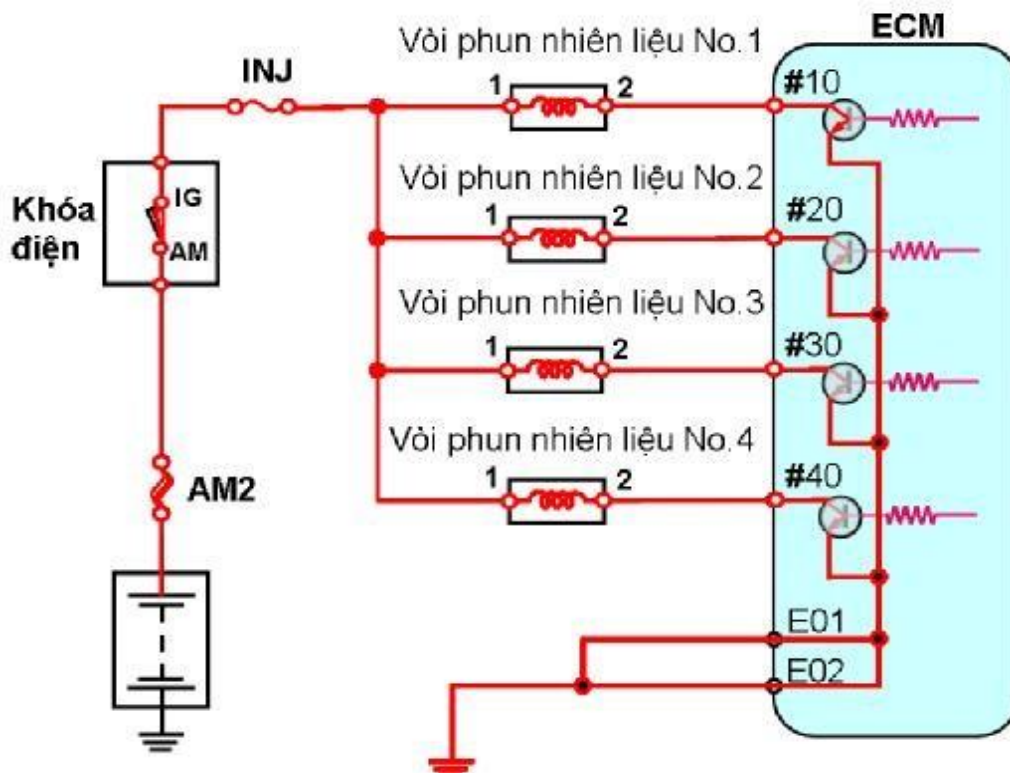 ECM
Vòi phun nhiên liệu No.1
INJ
1
2
#10
Vòi phun nhiên liệu No.2
Khóa
điện
IG
AM
1
2
#20
Vòi phun nhiên liệu No.3
1
2
#30
Vòi phun nhiên liệu No.4
AM2
1
2
#40
E01
E02